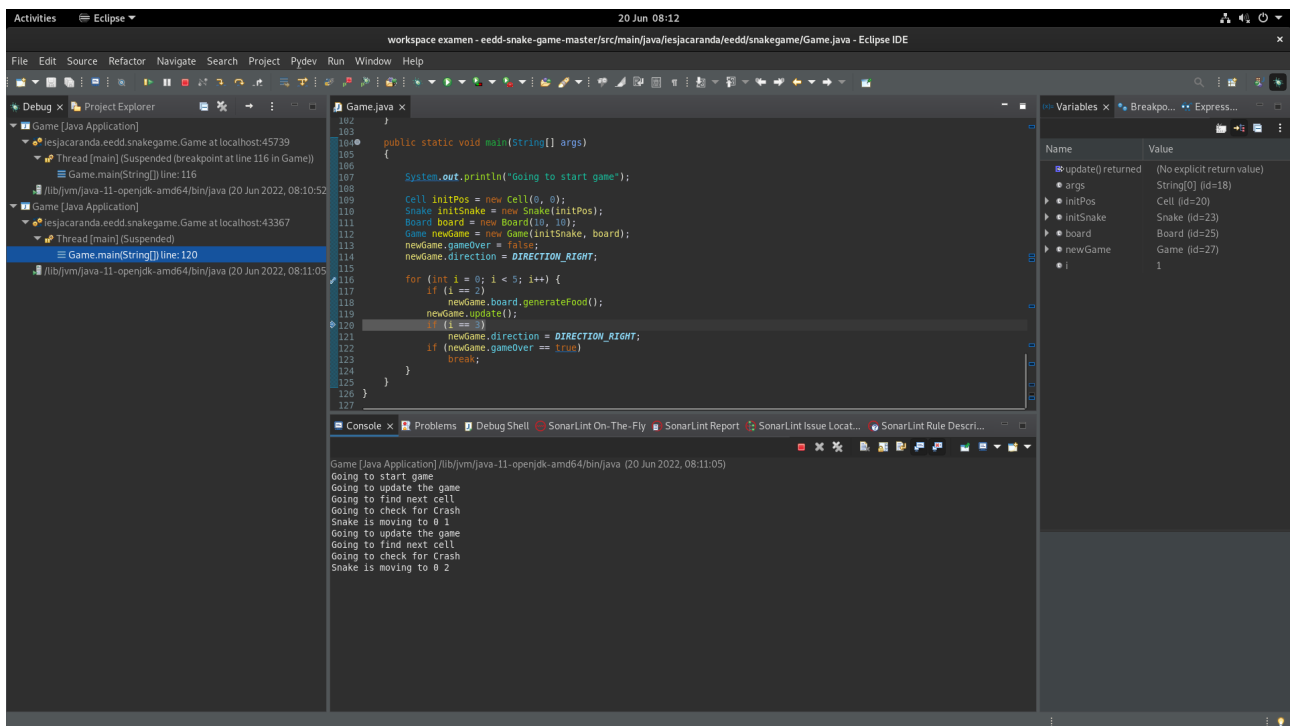 Activities
Eclipse
20 Jun 08:12
workspace examen - eedd-snake-game-master/src/main/java/iesjacaranda/eedd/snakegame/Game.java - Eclipse IDE
File Edit Source Refactor Navigate Search Project Pydev Run Window Help
Debug
Project Explorer
Game [Java Application]
iesjacaranda.eedd.snakegame.Game at localhost:45739
Thread [main] (Suspended (breakpoint at line 116 in Game))
Game.main(String[]) line: 116
/lib/jvm/java-11-openjdk-amd64/bin/java (20 Jun 2022, 08:10:52
Game [Java Application]
iesjacaranda.eedd.snakegame.Game at localhost:43367
Thread [main] (Suspended)
Game.main(String[]) line: 120
/lib/jvm/java-11-openjdk-amd64/bin/java (20 Jun 2022, 08:11:05
Game.java
102 }
103
104 public static void main(String[] args)
105 {
106
107 System.out.println("Going to start game");
108
109 Cell initPos = new Cell(0, 0);
110 Snake initSnake = new Snake(initPos);
111 Board board = new Board(10, 10);
112 Game newGame = new Game(initSnake, board);
113 newGame.gameOver = false;
114 newGame.direction = DIRECTION_RIGHT;
115
116 for (int i = 0; i < 5; i++) {
117 if (i == 2)
118 newGame.board.generateFood();
119 newGame.update();
120 if (i == 3)
121 newGame.direction = DIRECTION_RIGHT;
122 if (newGame.gameOver == true)
123 break;
124 }
125 }
126 }
127
Console Problems Debug Shell SonarLint On-The-Fly SonarLint Report SonarLint Issue Locat... SonarLint Rule Descri...
Game [Java Application] /lib/jvm/java-11-openjdk-amd64/bin/java (20 Jun 2022, 08:11:05)
Going to start game
Going to update the game
Going to find next cell
Going to check for Crash
Snake is moving to 0 1
Going to update the game
Going to find next cell
Going to check for Crash
Snake is moving to 0 2
Variables Breakpo... Express...
Name Value
update() returned (No explicit return value)
args String[0] (id=18)
initPos Cell (id=20)
initSnake Snake (id=23)
board Board (id=25)
newGame Game (id=27)
i 1